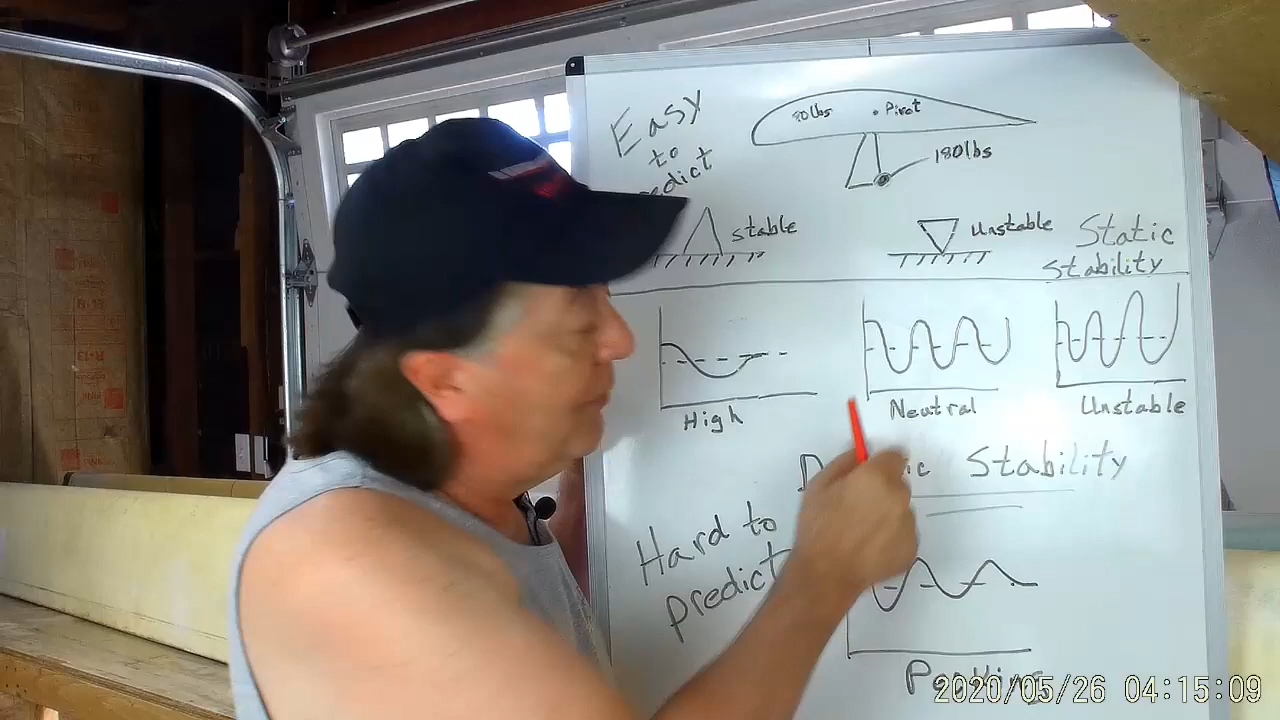 Easy
to
80lbs
Pivot
180lbs
stable
Unstable
Static
Stability
High
Neutral
Unstable
Stability
Hard to
predict
2020/05/26 04:15:09